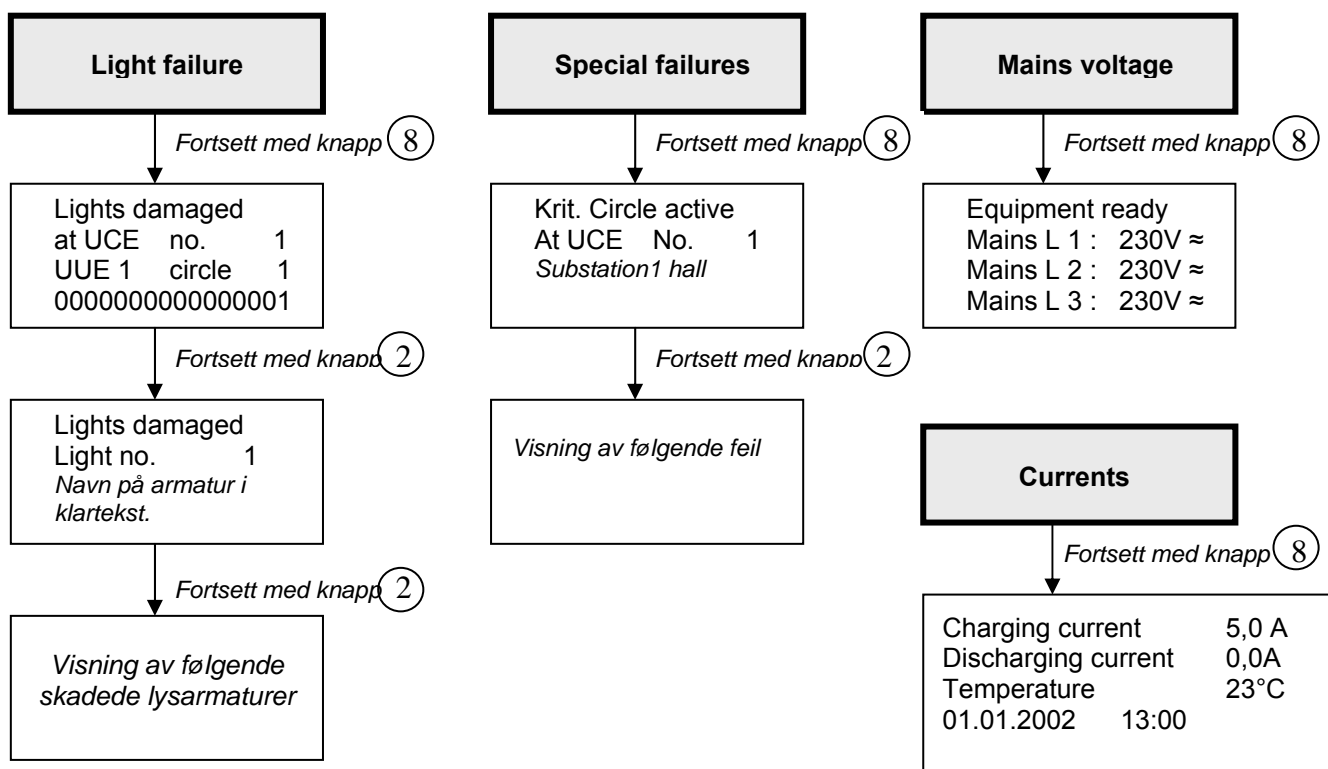 Light failure
Fortsett med knapp 8
Lights damaged
at UCE no. 1
UUE 1 circle 1
0000000000000001
Fortsett med knapp 2
Lights damaged
Light no. 1
Navn på armatur i
klartekst.
Fortsett med knapp 2
Visning av følgende
skadede lysarmaturer
Special failures
Fortsett med knapp 8
Krit. Circle active
At UCE No. 1
Substation1 hall
Fortsett med knapp 2
Visning av følgende feil
Mains voltage
Fortsett med knapp 8
Equipment ready
Mains L 1 : 230V ≈
Mains L 2 : 230V ≈
Mains L 3 : 230V ≈
Currents
Fortsett med knapp 8
Charging current 5,0 A
Discharging current 0,0A
Temperature 23°C
01.01.2002 13:00